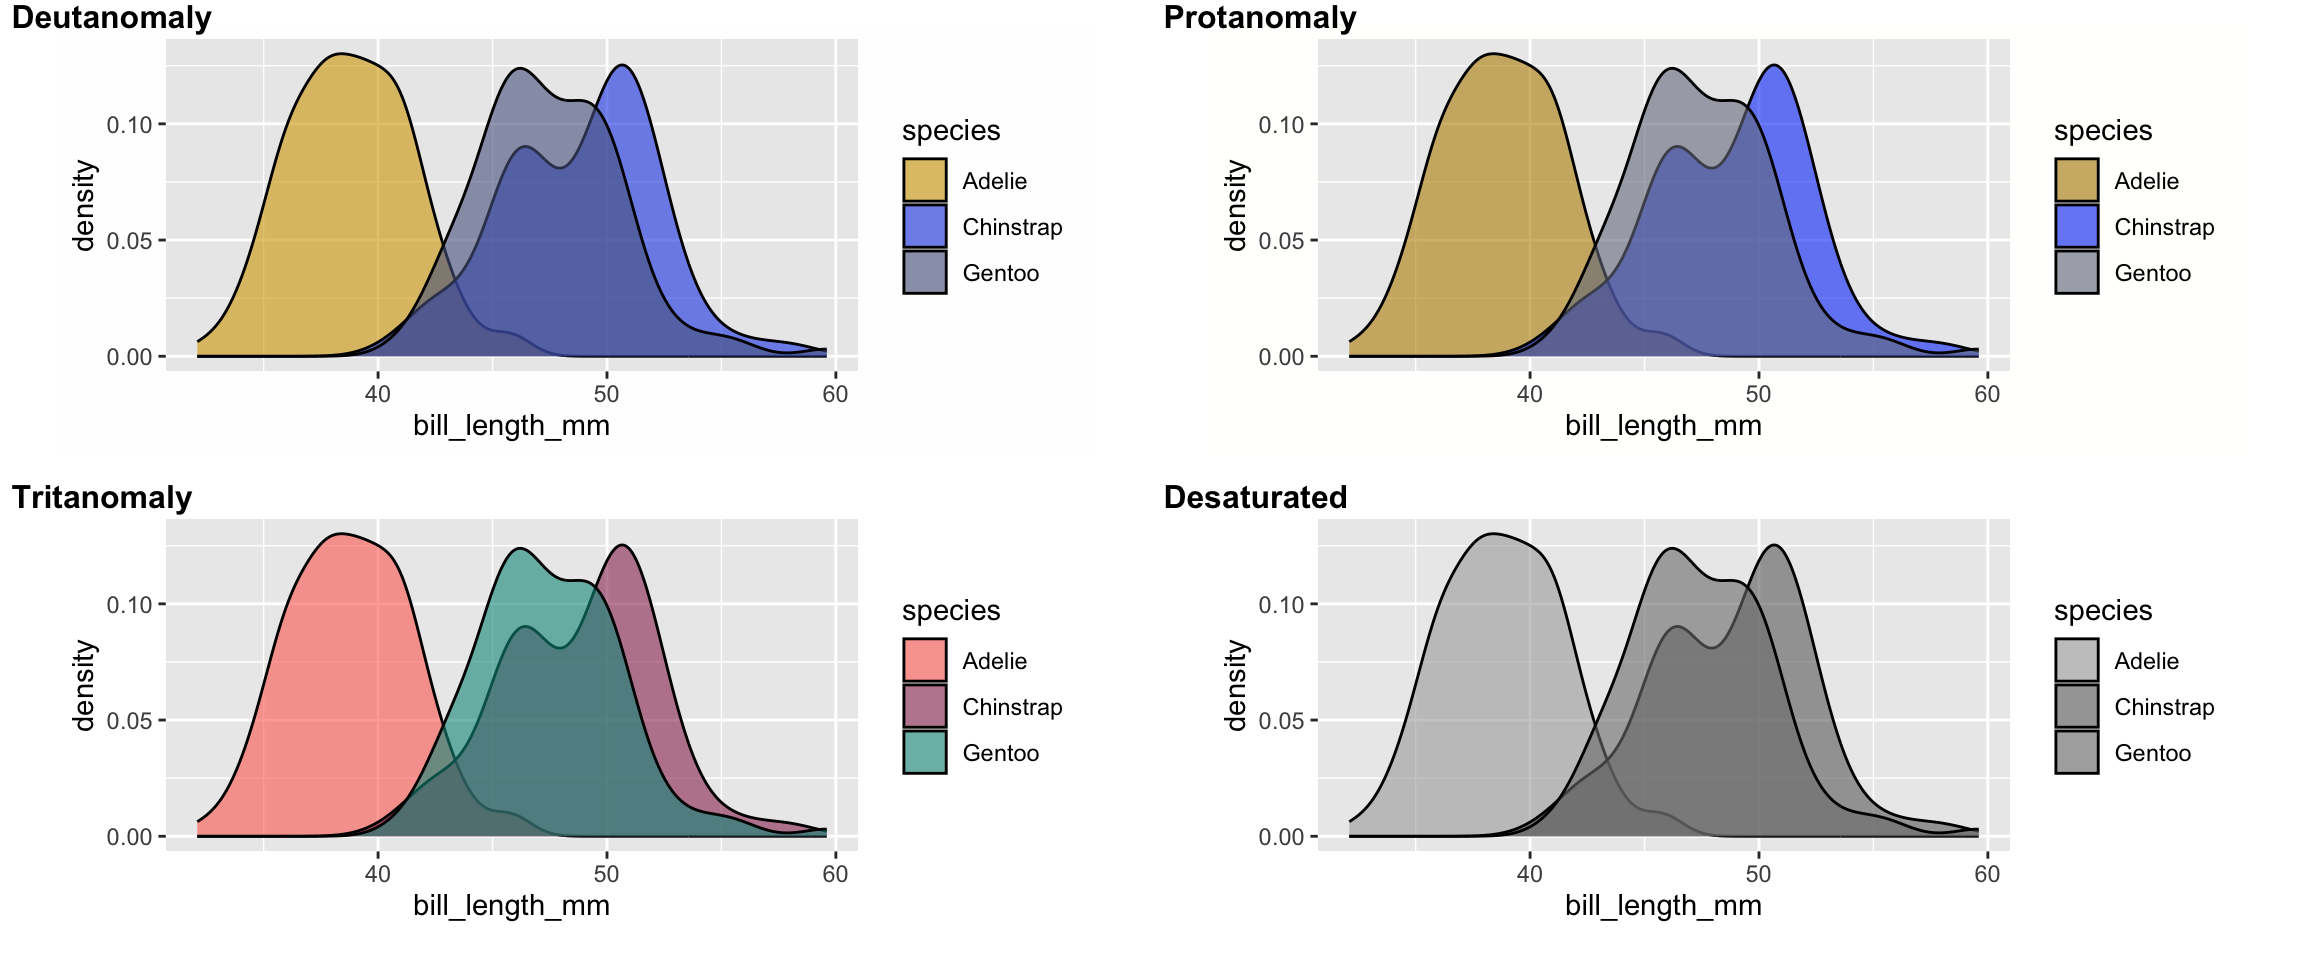 Deutanomaly
density
0.10
0.05
0.00
40 50 60
bill_length_mm
species
Adelie
Chinstrap
Gentoo
Protanomaly
density
0.10
0.05
0.00
40 50 60
bill_length_mm
species
Adelie
Chinstrap
Gentoo
Tritanomaly
density
0.10
0.05
0.00
40 50 60
bill_length_mm
species
Adelie
Chinstrap
Gentoo
Desaturated
density
0.10
0.05
0.00
40 50 60
bill_length_mm
species
Adelie
Chinstrap
Gentoo